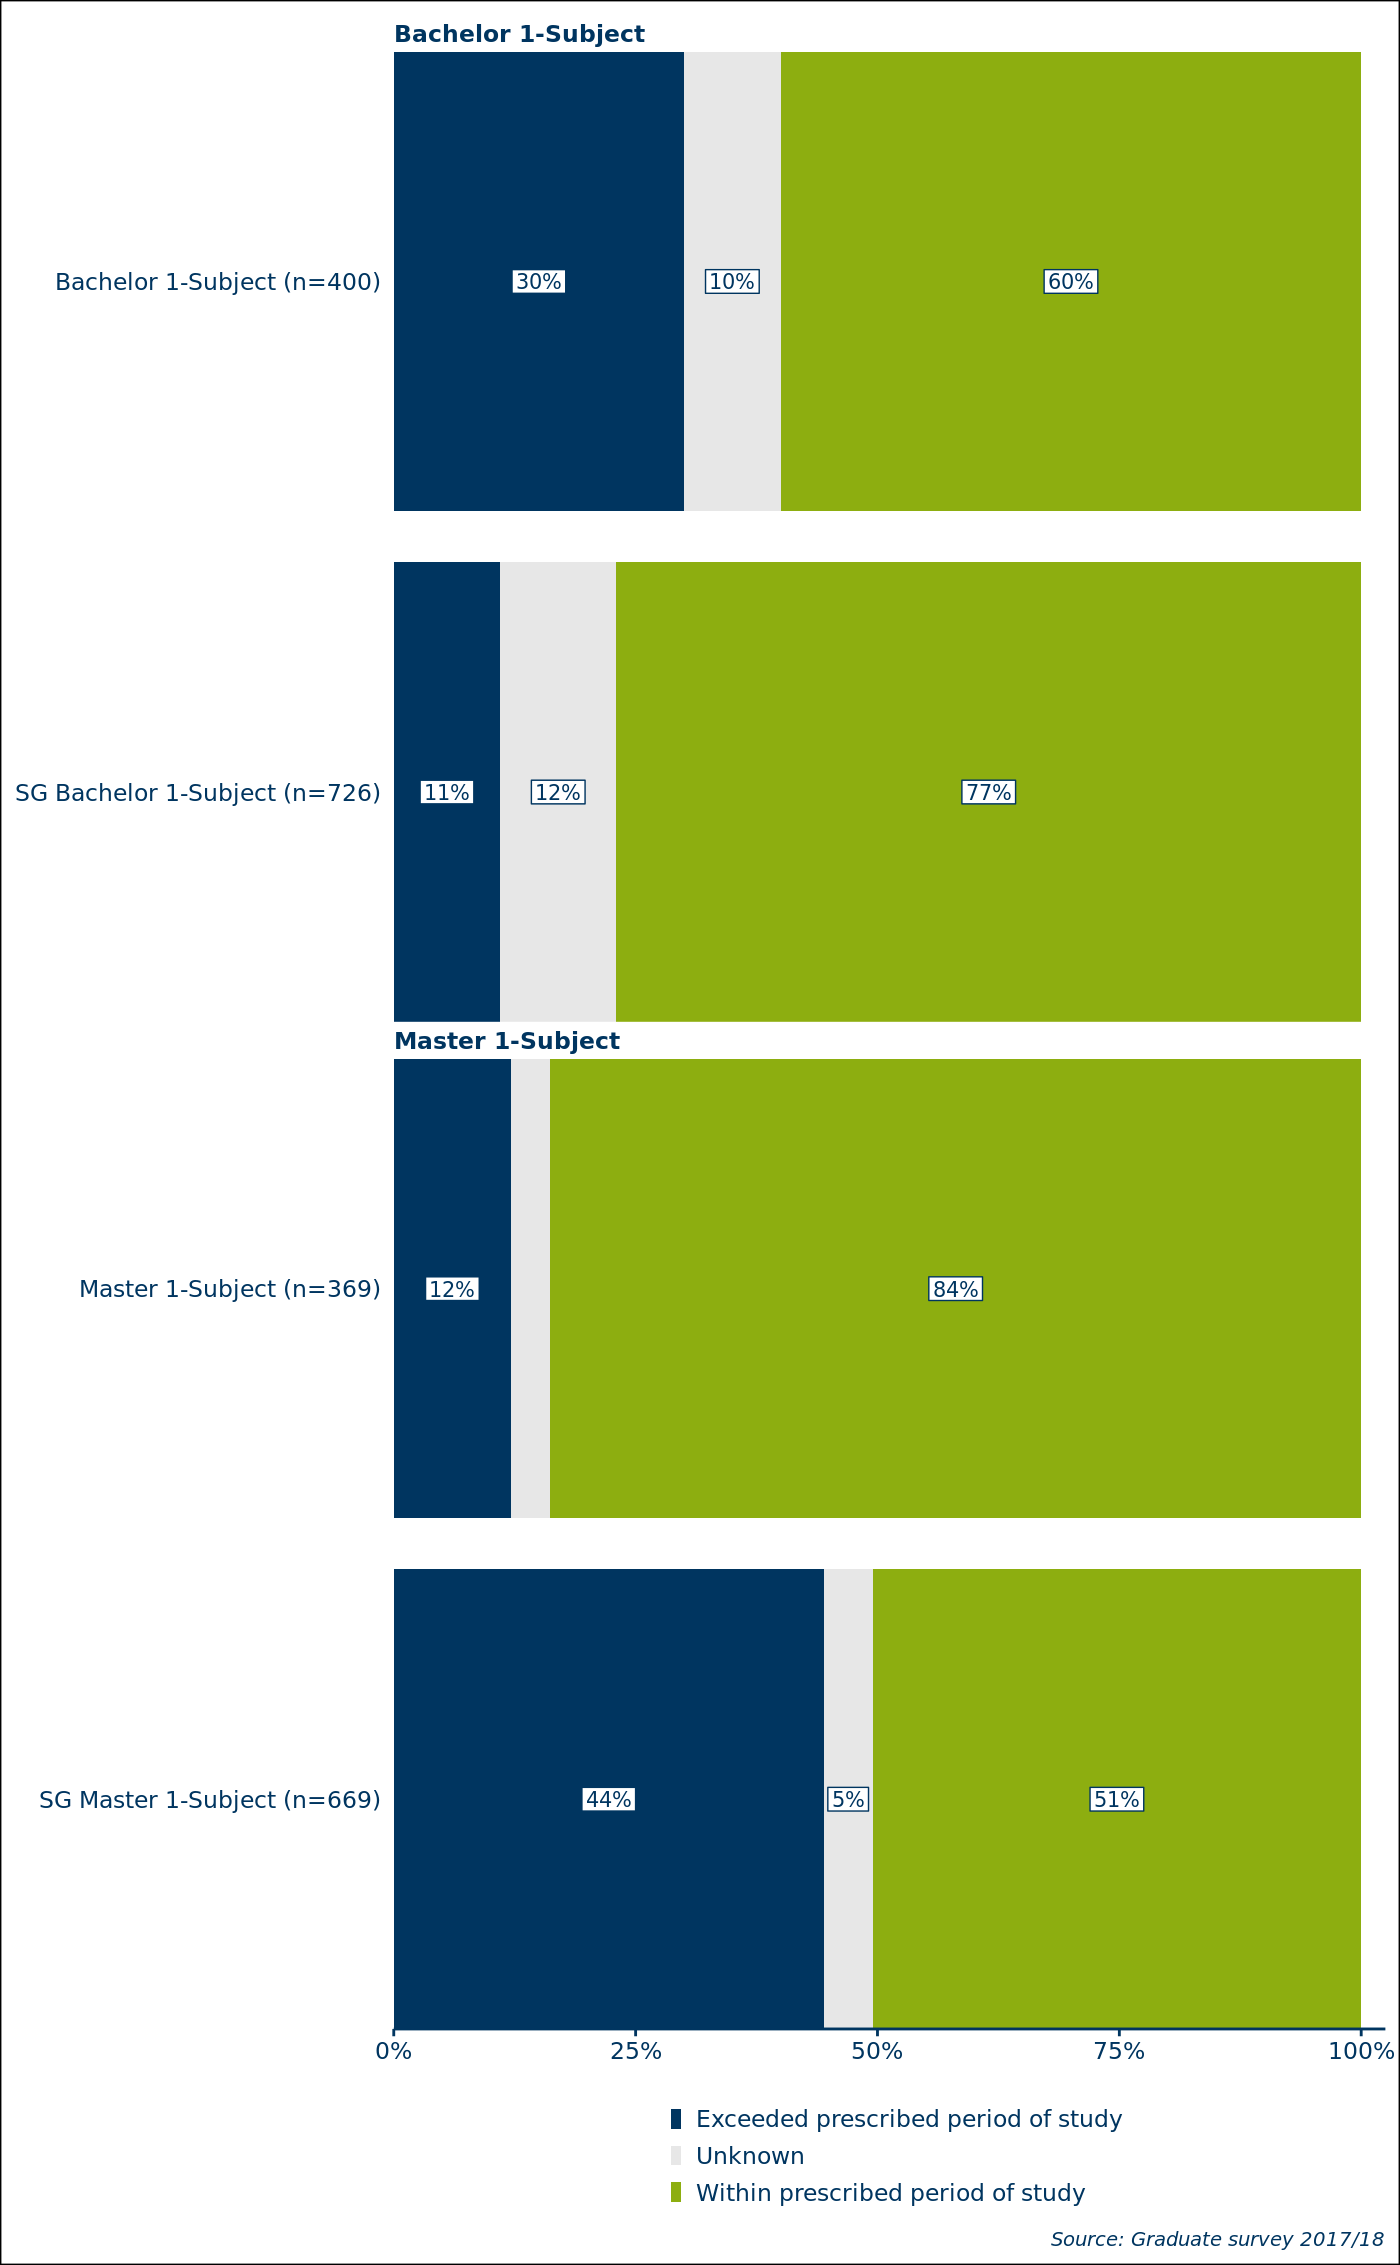 Bachelor 1-Subject
Bachelor 1-Subject (n=400) 30% 10% 60%
SG Bachelor 1-Subject (n=726) 11% 12% 77%
Master 1-Subject
Master 1-Subject (n=369) 12% 84%
SG Master 1-Subject (n=669) 44% 5% 51%
0% 25% 50% 75% 100%
Exceeded prescribed period of study
Unknown
Within prescribed period of study
Source: Graduate survey 2017/18